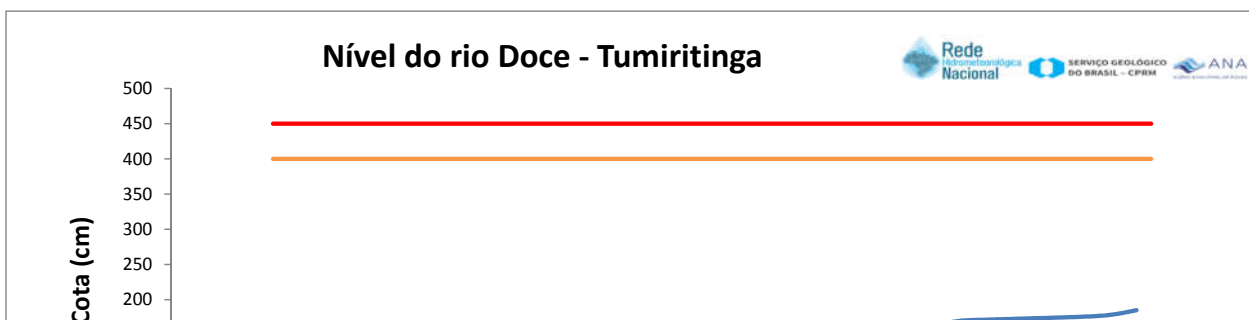 Nível do rio Doce - Tumiritinga
Rede
Hidrometeorológica
Nacional
SERVIÇO GEOLÓGICO
DO BRASIL – CPRM
ANA
500
450
400
350
300
250
200
Cota (cm)